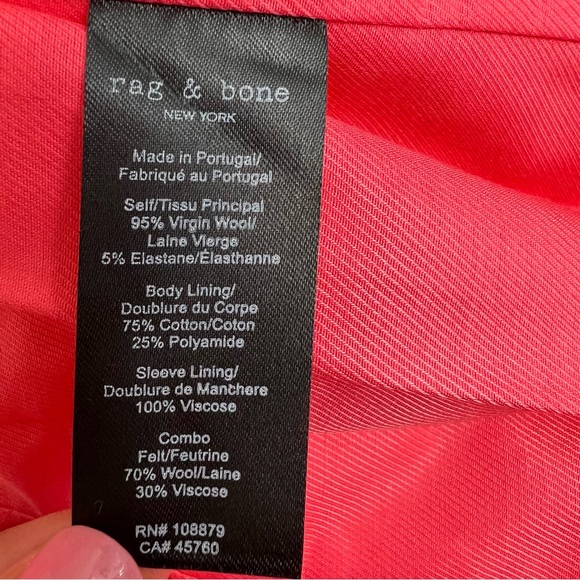 rag & bone
NEW YORK
Made in Portugal/
Fabriqué au Portugal
Self/Tissu Principal
95% Virgin Wool/
Laine Vierge
5% Elastane/Élasthanne
Body Lining/
Doublure du Corps
75% Cotton/Coton
25% Polyamide
Sleeve Lining/
Doublure de Manchere
100% Viscose
Combo
Felt/Feutrine
70% Wool/Laine
30% Viscose
RN# 108879
CA# 45760